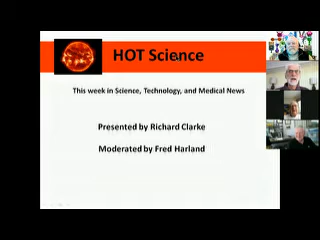 HOT Science
This week in Science, Technology, and Medical News
Presented by Richard Clarke
Moderated by Fred Harland